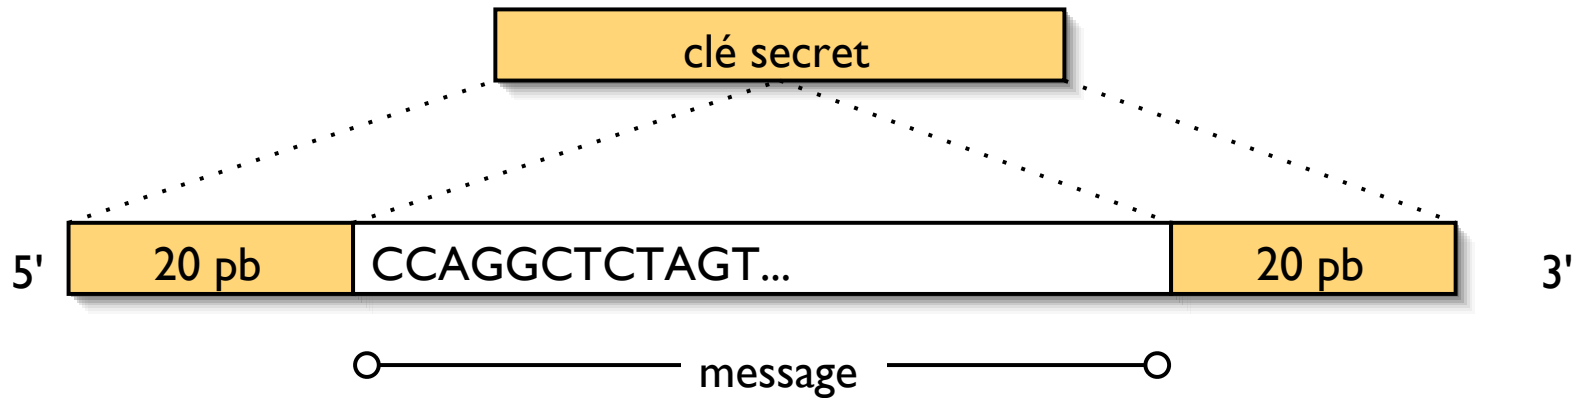 clé secret
5' 20 pb CCAGGCTCTAGT... 20 pb 3'
message